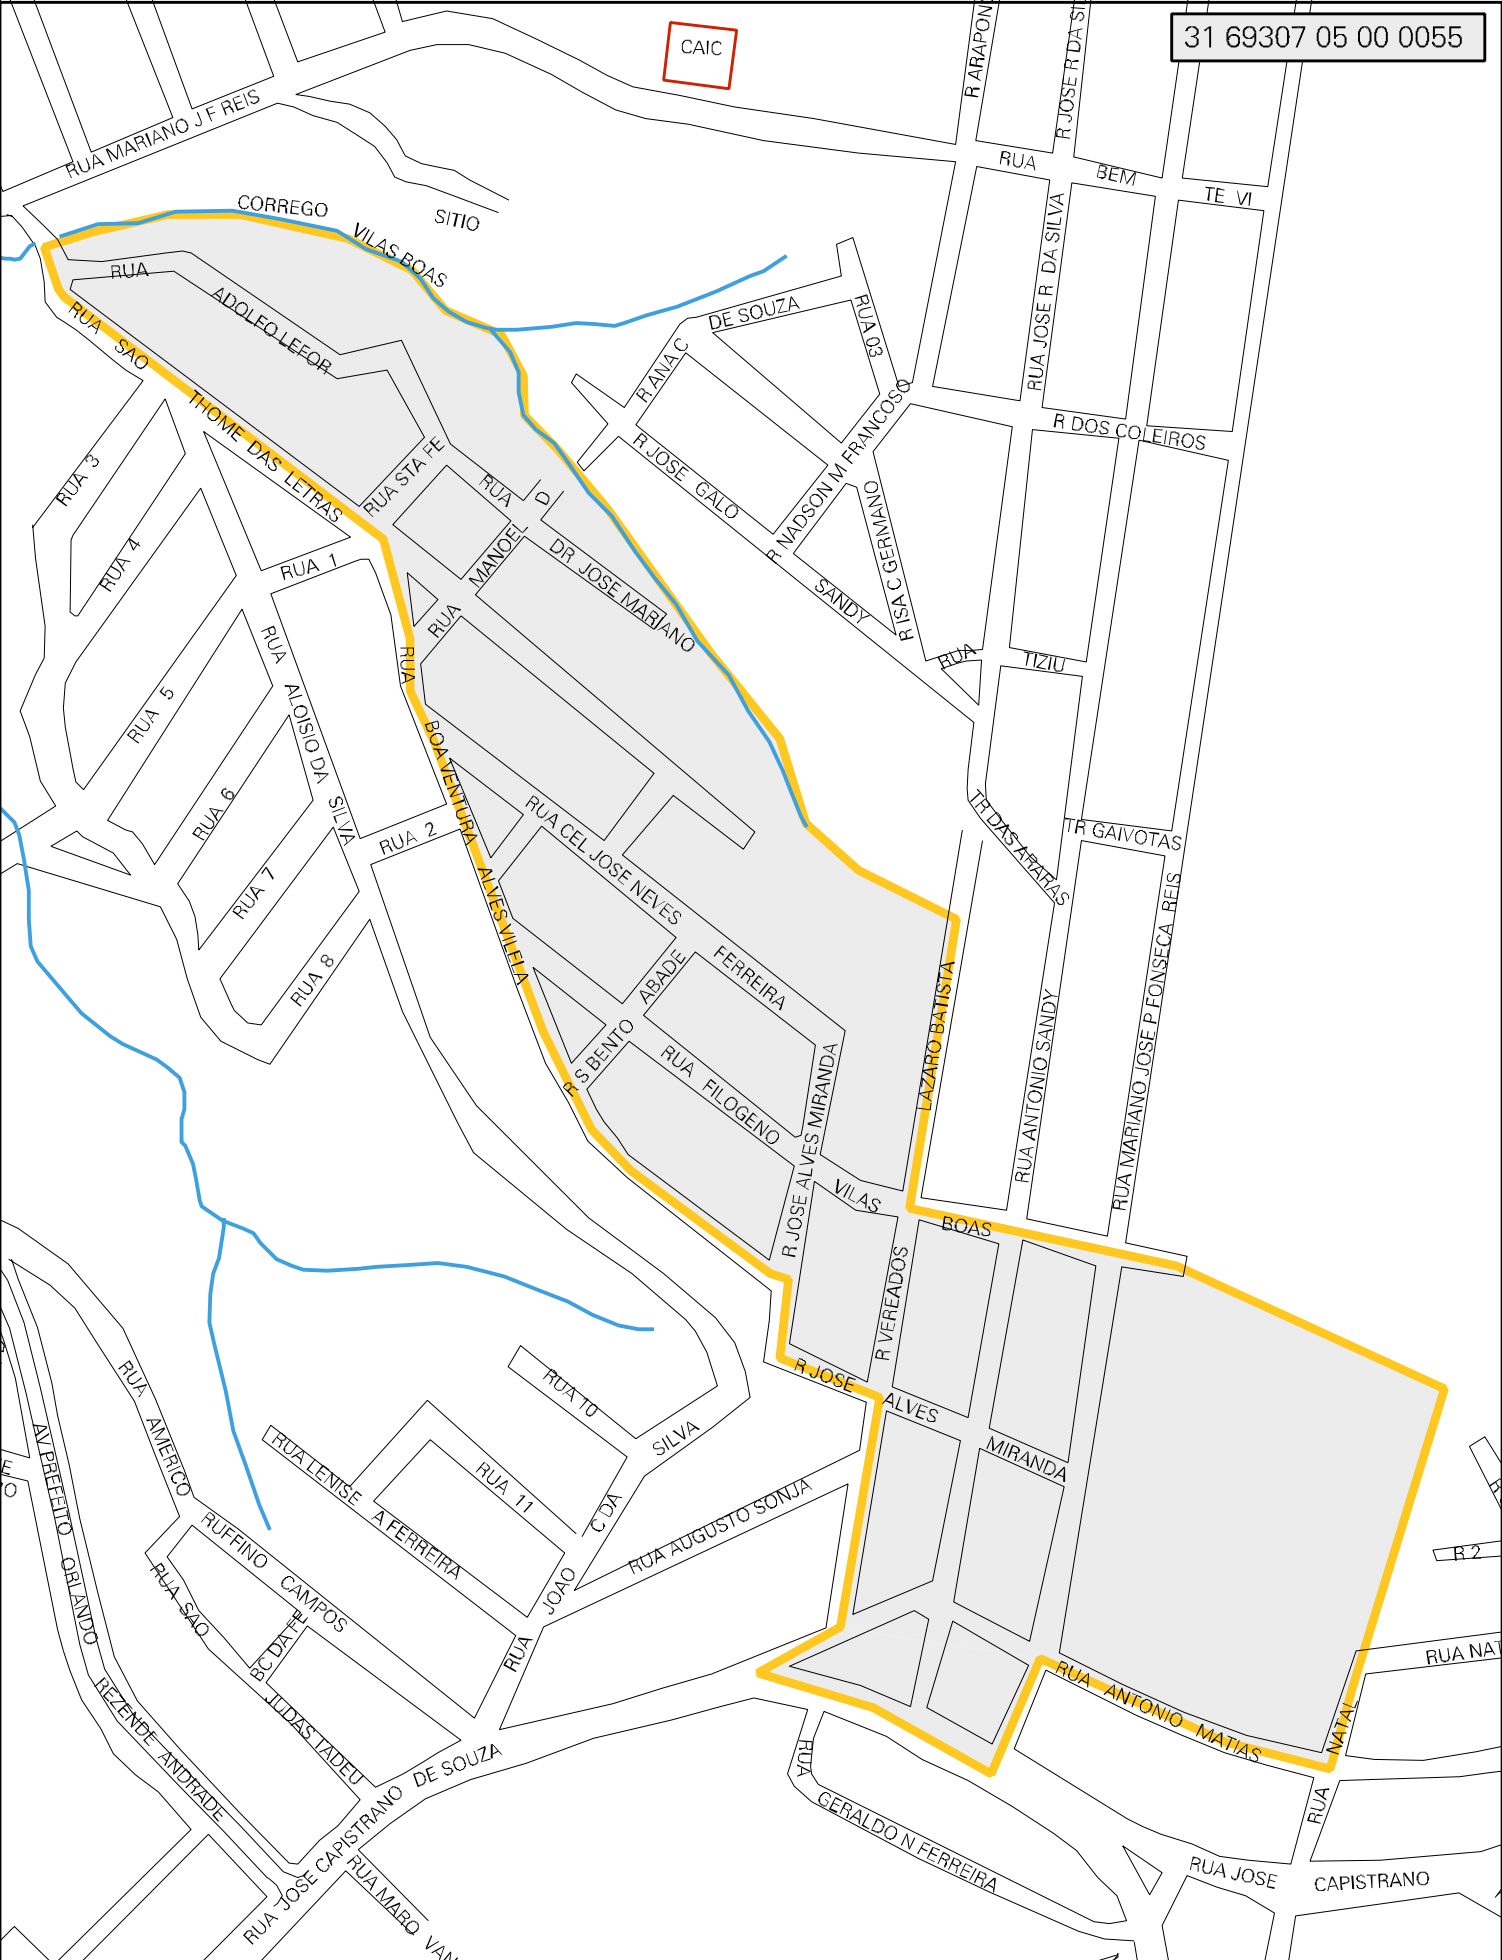 31 69307 05 00 0055
CAIC
R JOSE R DA SI
RUA MARIANO J F REIS
RUA
BEM
TE VI
CORREGO
VILAS BOAS
SITIO
RUA
ADOLFO LEFOR
RUA
SAO
THOME DAS LETRAS
DE SOUZA
RUA 03
R ANA C
RUA JOSE R DA SILVA
R DOS COLEIROS
R JOSE GALO
R NADSON M FRANCOSO
R ISAC GERMANO
SANDY
RUA
TIZIU
RUA STA FE
RUA
D
DR JOSE MARIANO
RUA
MANOEL
RUA 3
RUA 4
RUA 1
RUA 5
RUA
ALOISIO DA
SILVA
RUA 6
RUA 2
RUA 7
RUA 8
RUA
BOAVENTURA
ALVES VILELA
RUA CEL JOSE NEVES
FERREIRA
TR DAS ARARAS
TR GAIVOTAS
R S BENTO
ABADE
RUA FILOGENO
VILAS
BOAS
R JOSE ALVES MIRANDA
LAZARO BATISTA
RUA ANTONIO SANDY
RUA MARIANO JOSE P FONSECA REIS
R VEREADOS
R JOSE
ALVES
MIRANDA
RUA
AMERICO
AV PREFEITO
ORLANDO
REZENDE ANDRADE
RUA 10
RUA 11
RUA LENISE
A FERREIRA
SILVA
C DA
JOAO
RUA
RUA AUGUSTO SONJA
RUFFINO
CAMPOS
RUA SAO
BC DA FE
JUDAS TADEU
R 2
RUA NAT
RUA ANTONIO MATIAS
NATAL
RUA
RUA
GERALDO N FERREIRA
RUA JOSE CAPISTRANO
DE SOUZA
RUA MARO VAN
RUA JOSE
CAPISTRANO